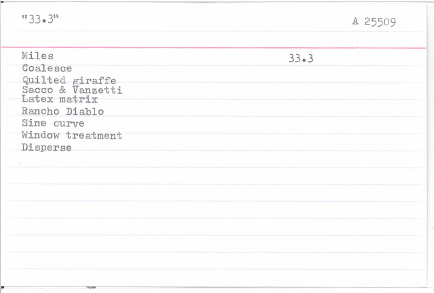 "33.3" A 25509
Miles 33.3
Coalesce
Quilted giraffe
Sacco & Vanzetti
Latex matrix
Rancho Diablo
Sine curve
Window treatment
Disperse